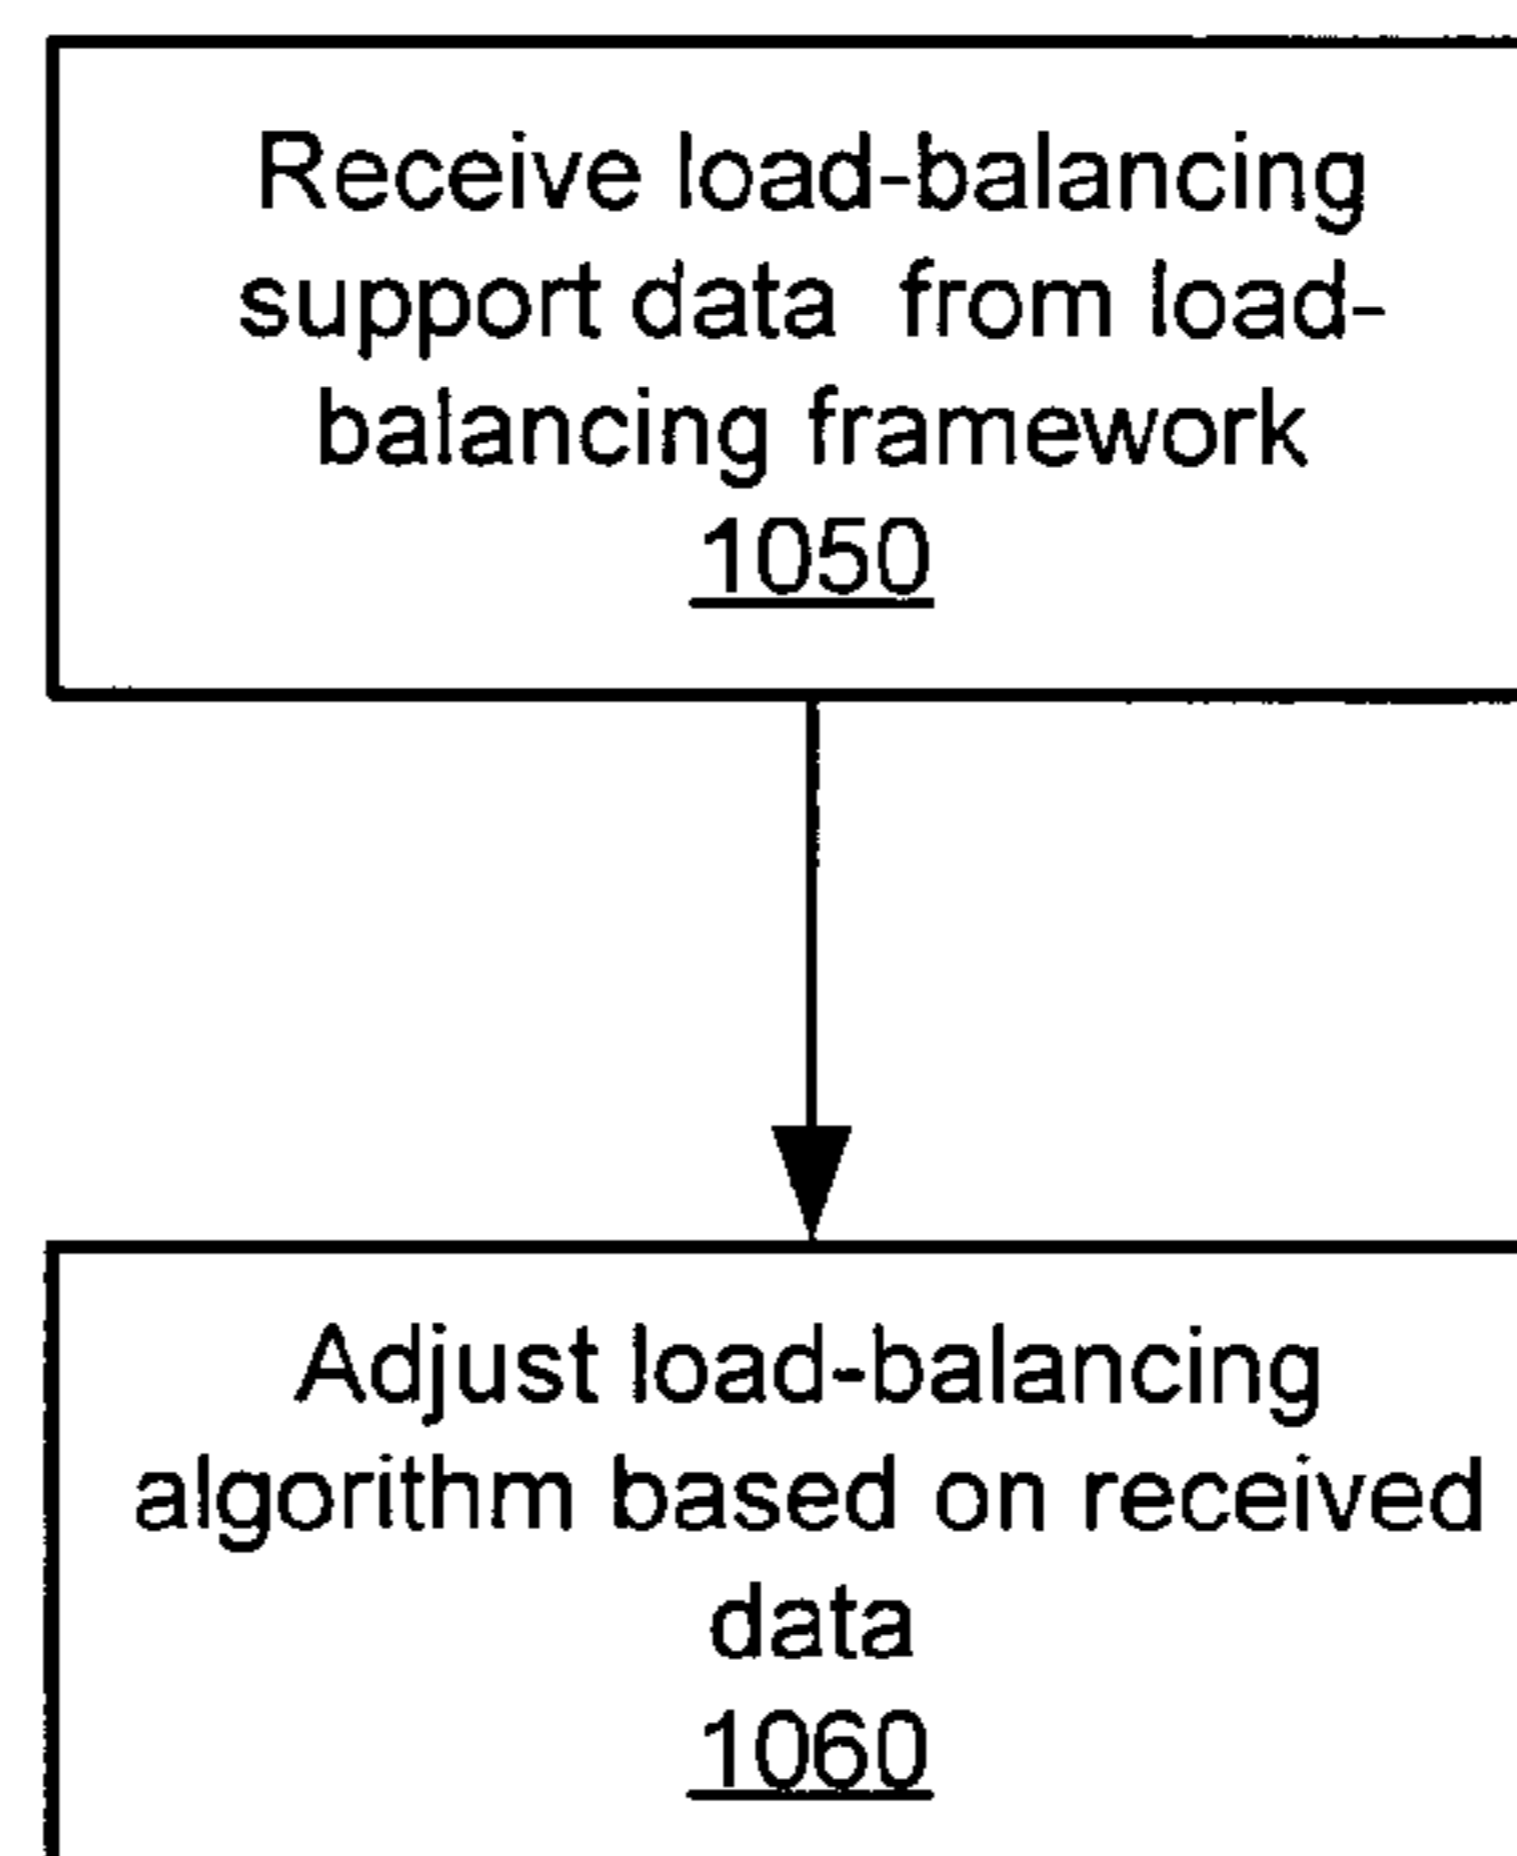 Receive load-balancing
support data from load-
balancing framework
1050
Adjust load-balancing
algorithm based on received
data
1060